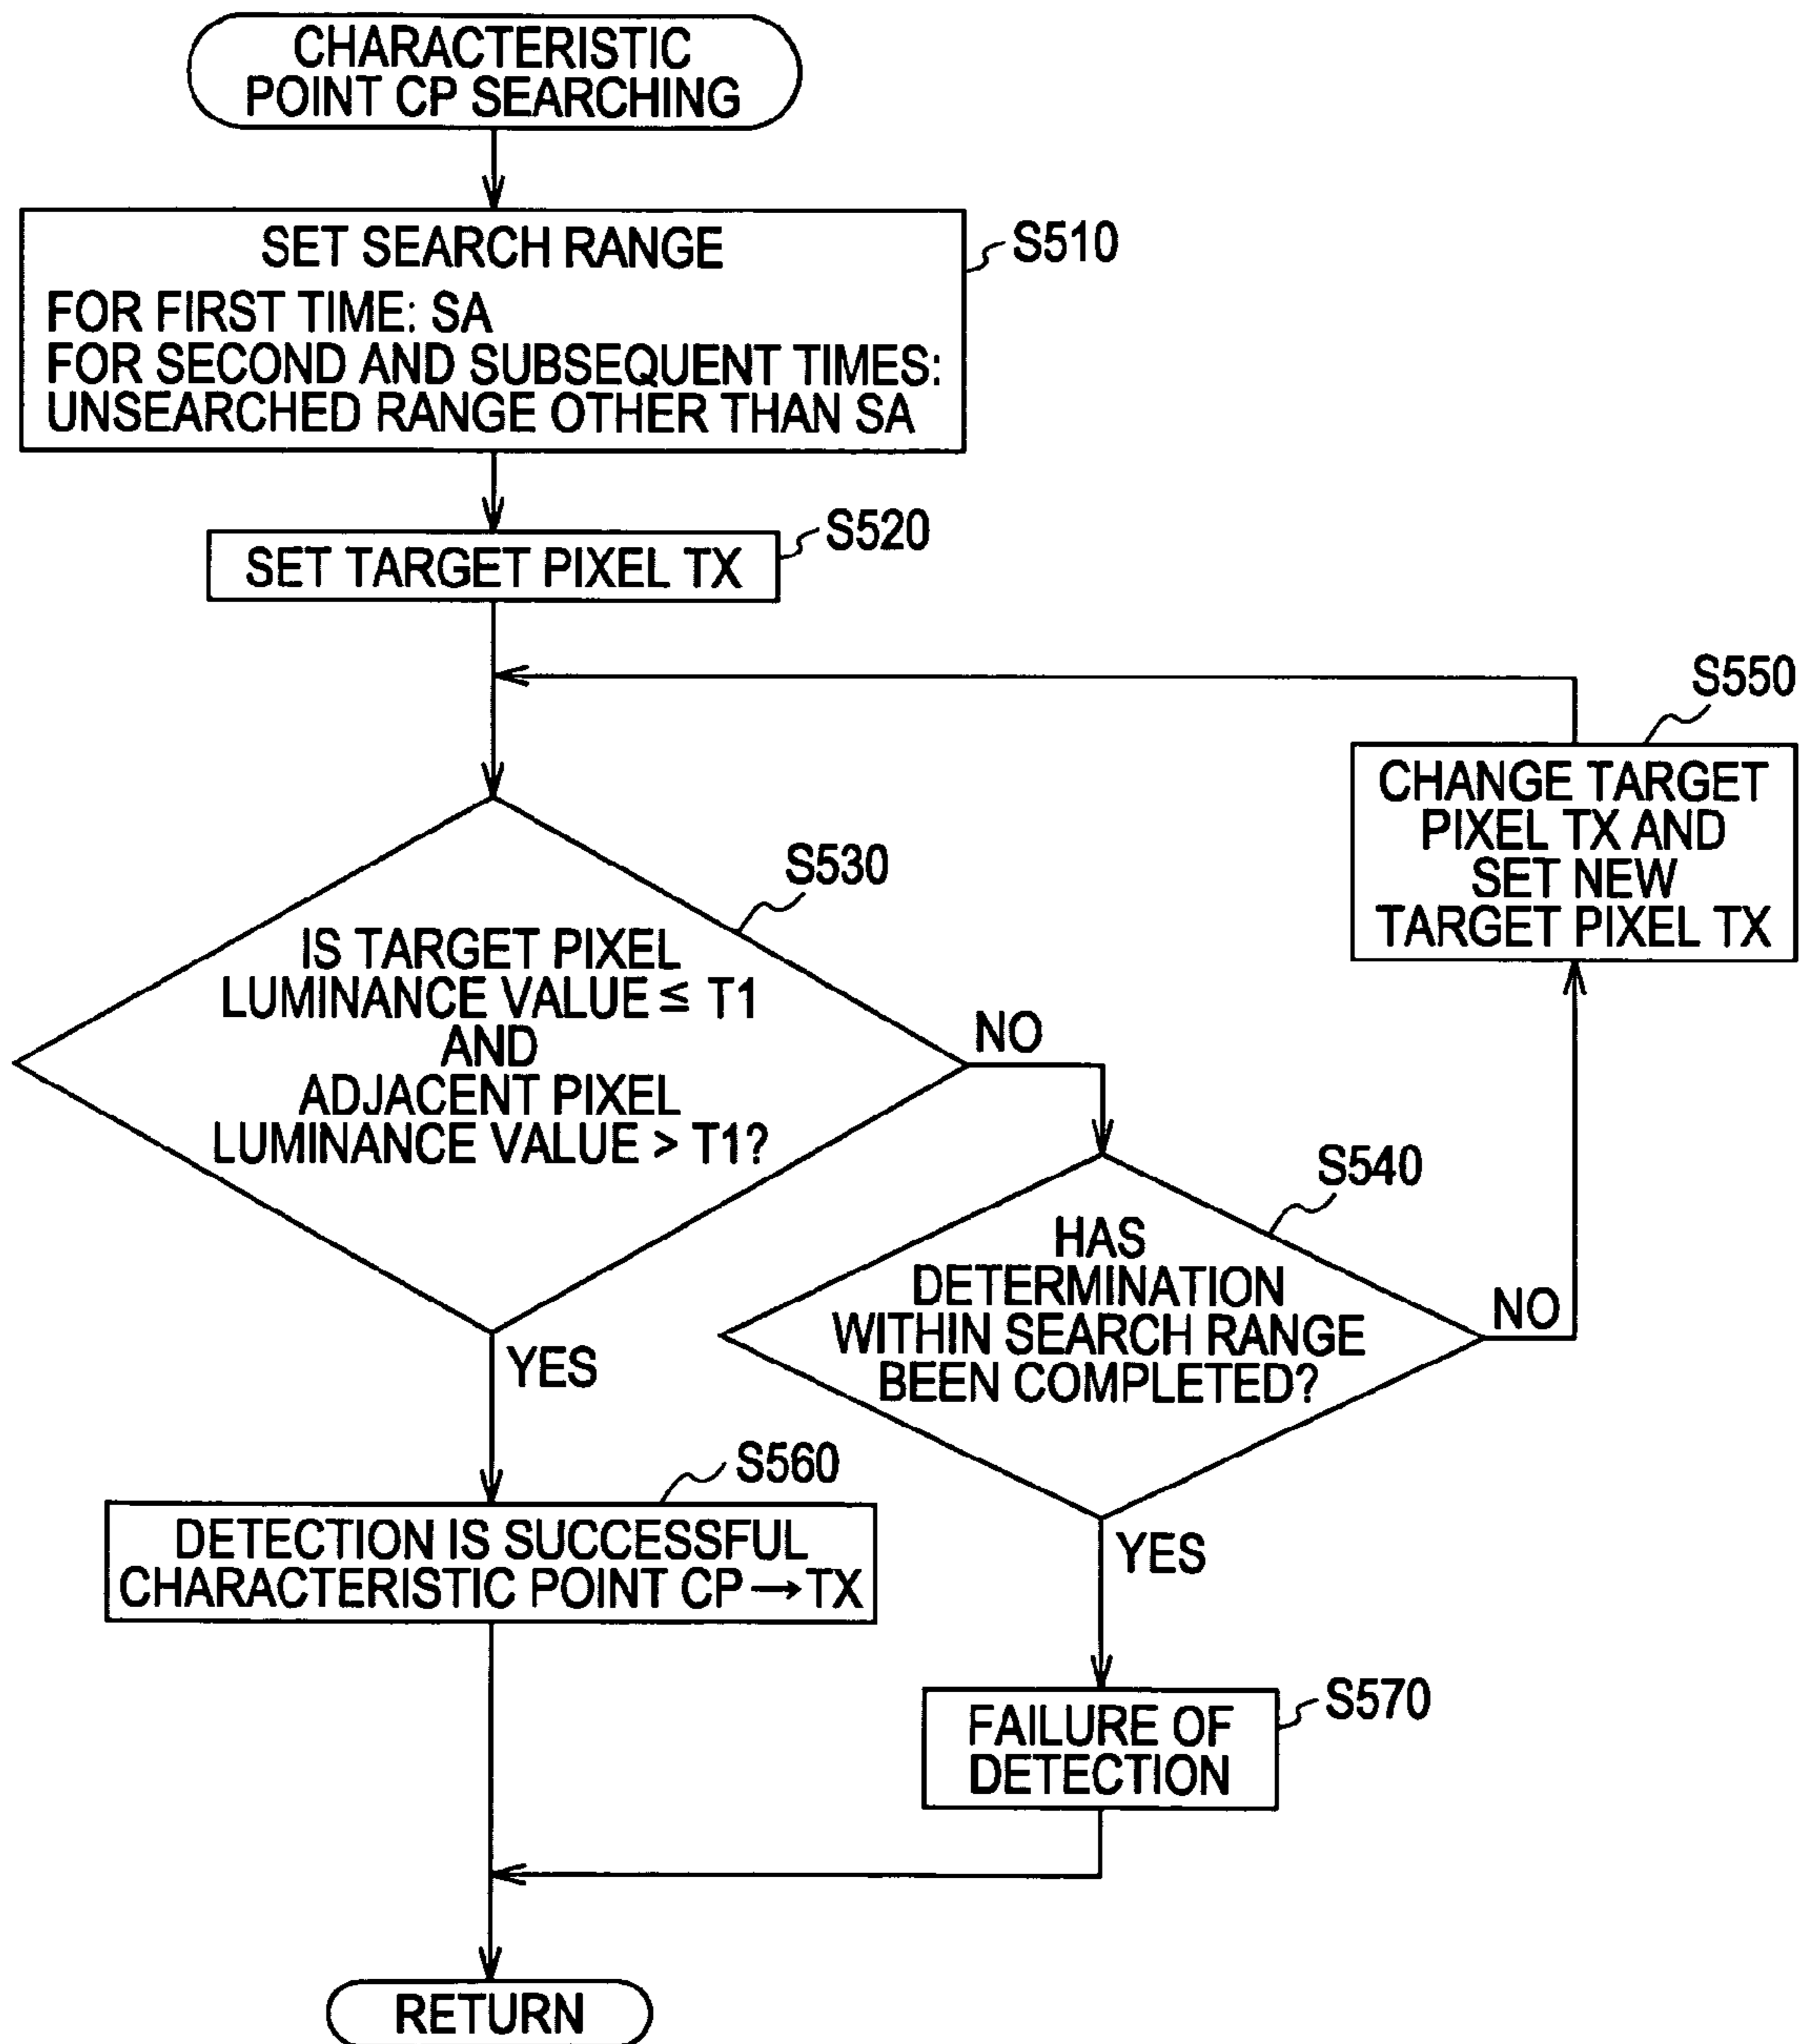 CHARACTERISTIC
POINT CP SEARCHING
SET SEARCH RANGE
FOR FIRST TIME: SA
FOR SECOND AND SUBSEQUENT TIMES:
UNSEARCHED RANGE OTHER THAN SA
S510
SET TARGET PIXEL TX
S520
S550
CHANGE TARGET
PIXEL TX AND
SET NEW
TARGET PIXEL TX
S530
IS TARGET PIXEL
LUMINANCE VALUE ≤ T1
AND
ADJACENT PIXEL
LUMINANCE VALUE > T1?
NO
S540
HAS
DETERMINATION
WITHIN SEARCH RANGE
BEEN COMPLETED?
NO
YES
S560
DETECTION IS SUCCESSFUL
CHARACTERISTIC POINT CP → TX
YES
S570
FAILURE OF
DETECTION
RETURN